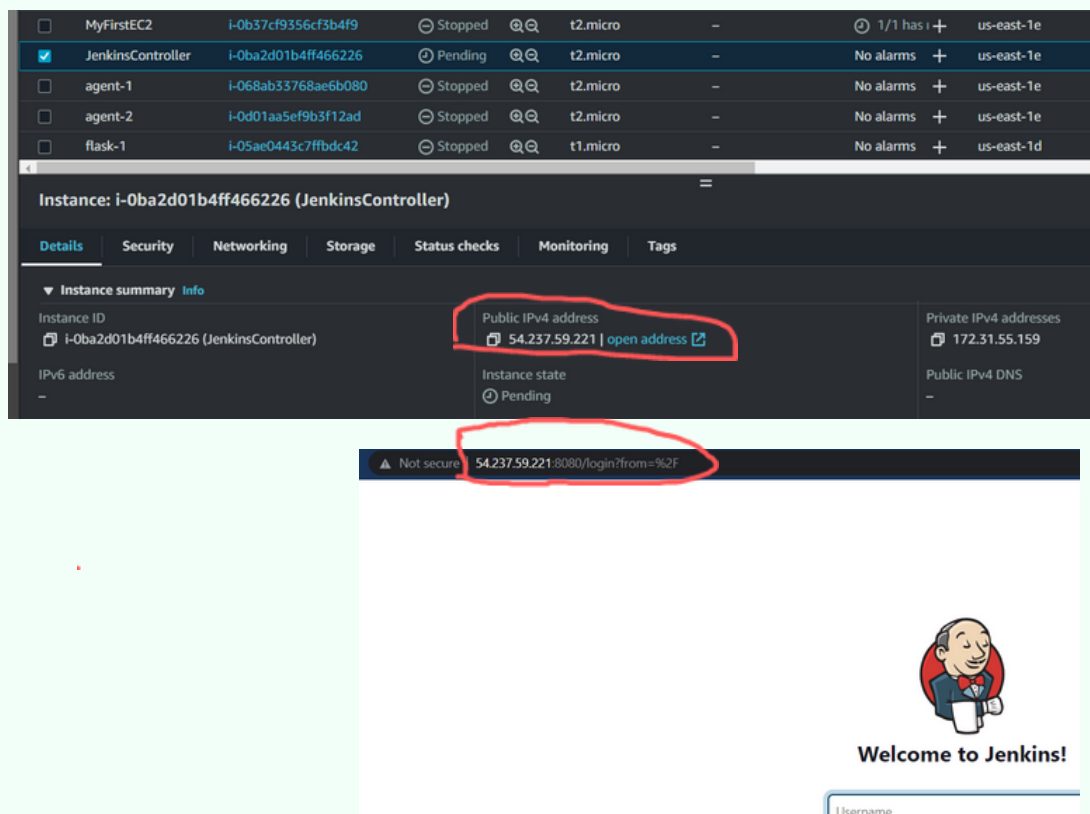 MyFirstEC2 i-0b37cf9356cf3b4f9 Stopped t2.micro – 1/1 has us-east-1e
JenkinsController i-0ba2d01b4ff466226 Pending t2.micro – No alarms + us-east-1e
agent-1 i-068ab33768ae6b080 Stopped t2.micro – No alarms + us-east-1e
agent-2 i-0d01aa5ef9b3f12ad Stopped t2.micro – No alarms + us-east-1e
flask-1 i-05ae0443c7ffbdc42 Stopped t1.micro – No alarms + us-east-1d
Instance: i-0ba2d01b4ff466226 (JenkinsController)
Details Security Networking Storage Status checks Monitoring Tags
Instance summary Info
Instance ID Public IPv4 address Private IPv4 addresses
i-0ba2d01b4ff466226 (JenkinsController) 54.237.59.221 | open address 172.31.55.159
IPv6 address Instance state Public IPv4 DNS
– Pending –
Not secure 54.237.59.221:8080/login?from=%2F
Welcome to Jenkins!
Username